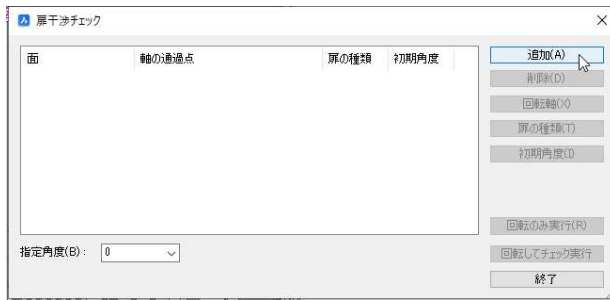 扉干渉チェック
面 軸の通過点 扉の種類 初期角度
追加(A)
削除(D)
回転軸(X)
扉の種類(T)
初期角度(I)
回転のみ実行(R)
指定角度(B): 0
回転してチェック実行
終了